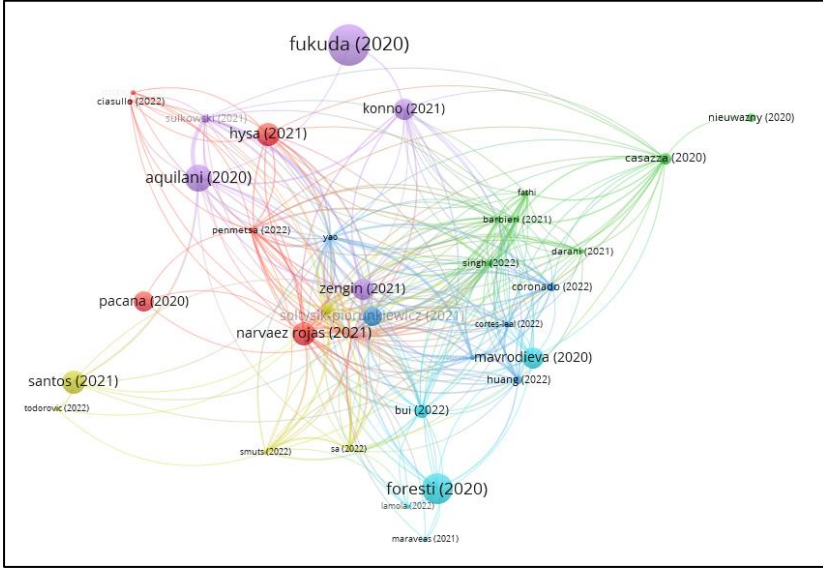 fukuda (2020)
ciasullo (2022)
konno (2021)
sulkowski (2021)
nieuwazny (2020)
hysa (2021)
casazza (2020)
aquilani (2020)
fathi
barbieri (2021)
penmetsa (2022)
yao
darani (2021)
singh (2022)
zengin (2021)
coronado (2022)
pacana (2020)
soltysik-piorunkiewicz (2021)
cortes-leal (2022)
narvaez rojas (2021)
mavrodieva (2020)
santos (2021)
huang (2022)
todorovic (2022)
bui (2022)
smuts (2022)
sa (2022)
foresti (2020)
lamola (2022)
maraveas (2021)